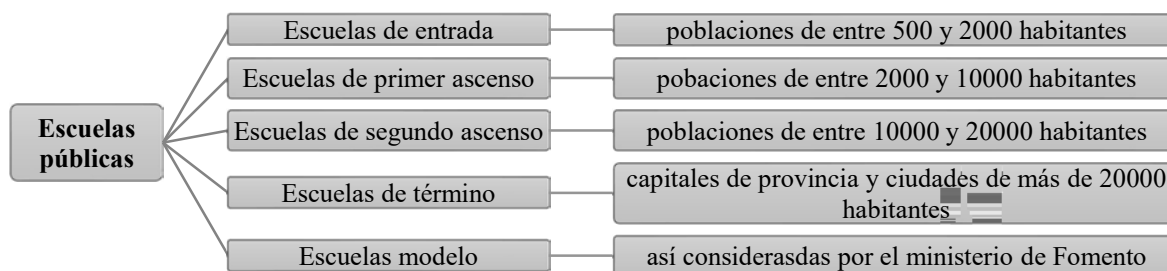 Escuelas públicas
Escuelas de entrada
poblaciones de entre 500 y 2000 habitantes
Escuelas de primer ascenso
pobaciones de entre 2000 y 10000 habitantes
Escuelas de segundo ascenso
poblaciones de entre 10000 y 20000 habitantes
Escuelas de término
capitales de provincia y ciudades de más de 20000
habitantes
Escuelas modelo
así considerasdas por el ministerio de Fomento